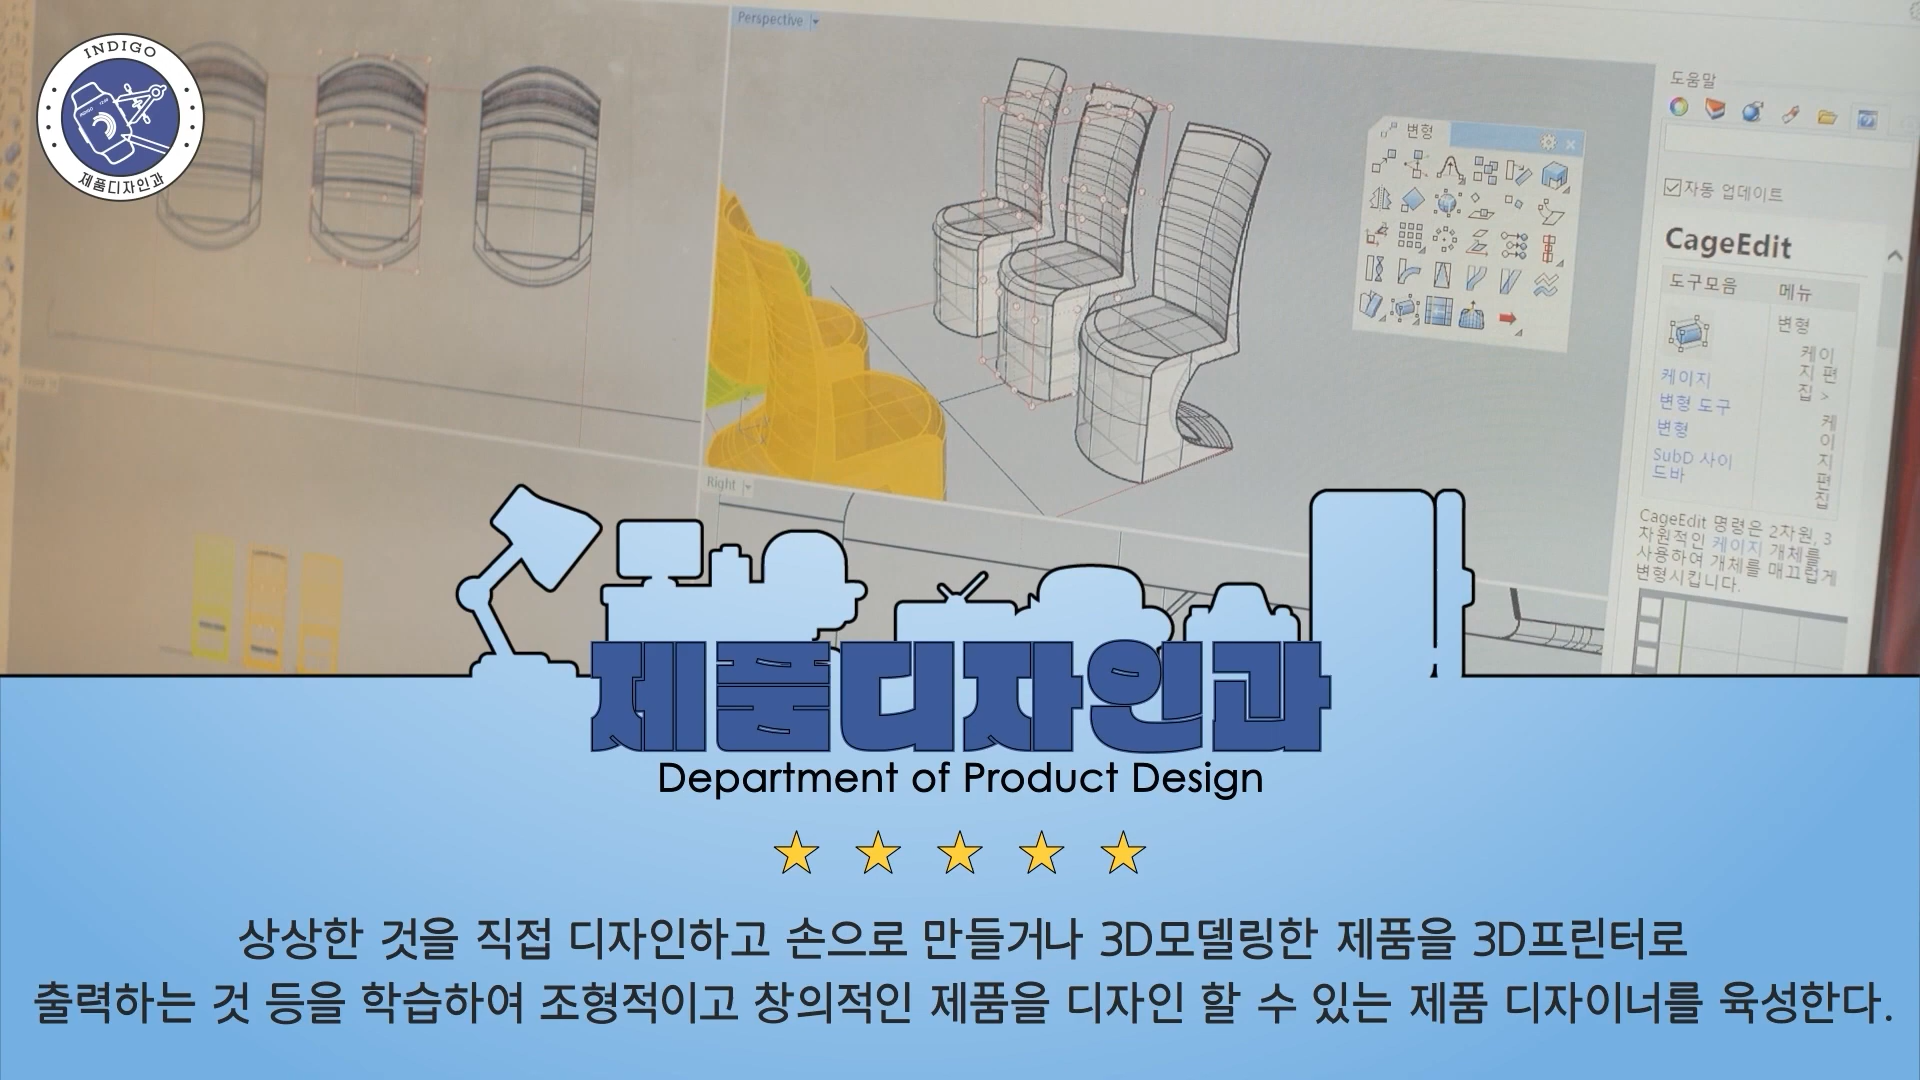 INDIGO
제품디자인과
Perspective
도움말
변형
자동 업데이트
CageEdit
도구모음
메뉴
변형
케이
지 편
집 >
케
이
지
편
집
케이지
변형 도구
변형
SubD 사이
드바
CageEdit 명령은 2차원, 3
차원적인 케이지 개체를
사용하여 개체를 매끄럽게
변형시킵니다.
Right
제품디자인과
Department of Product Design
상상한 것을 직접 디자인하고 손으로 만들거나 3D모델링한 제품을 3D프린터로
출력하는 것 등을 학습하여 조형적이고 창의적인 제품을 디자인 할 수 있는 제품 디자이너를 육성한다.